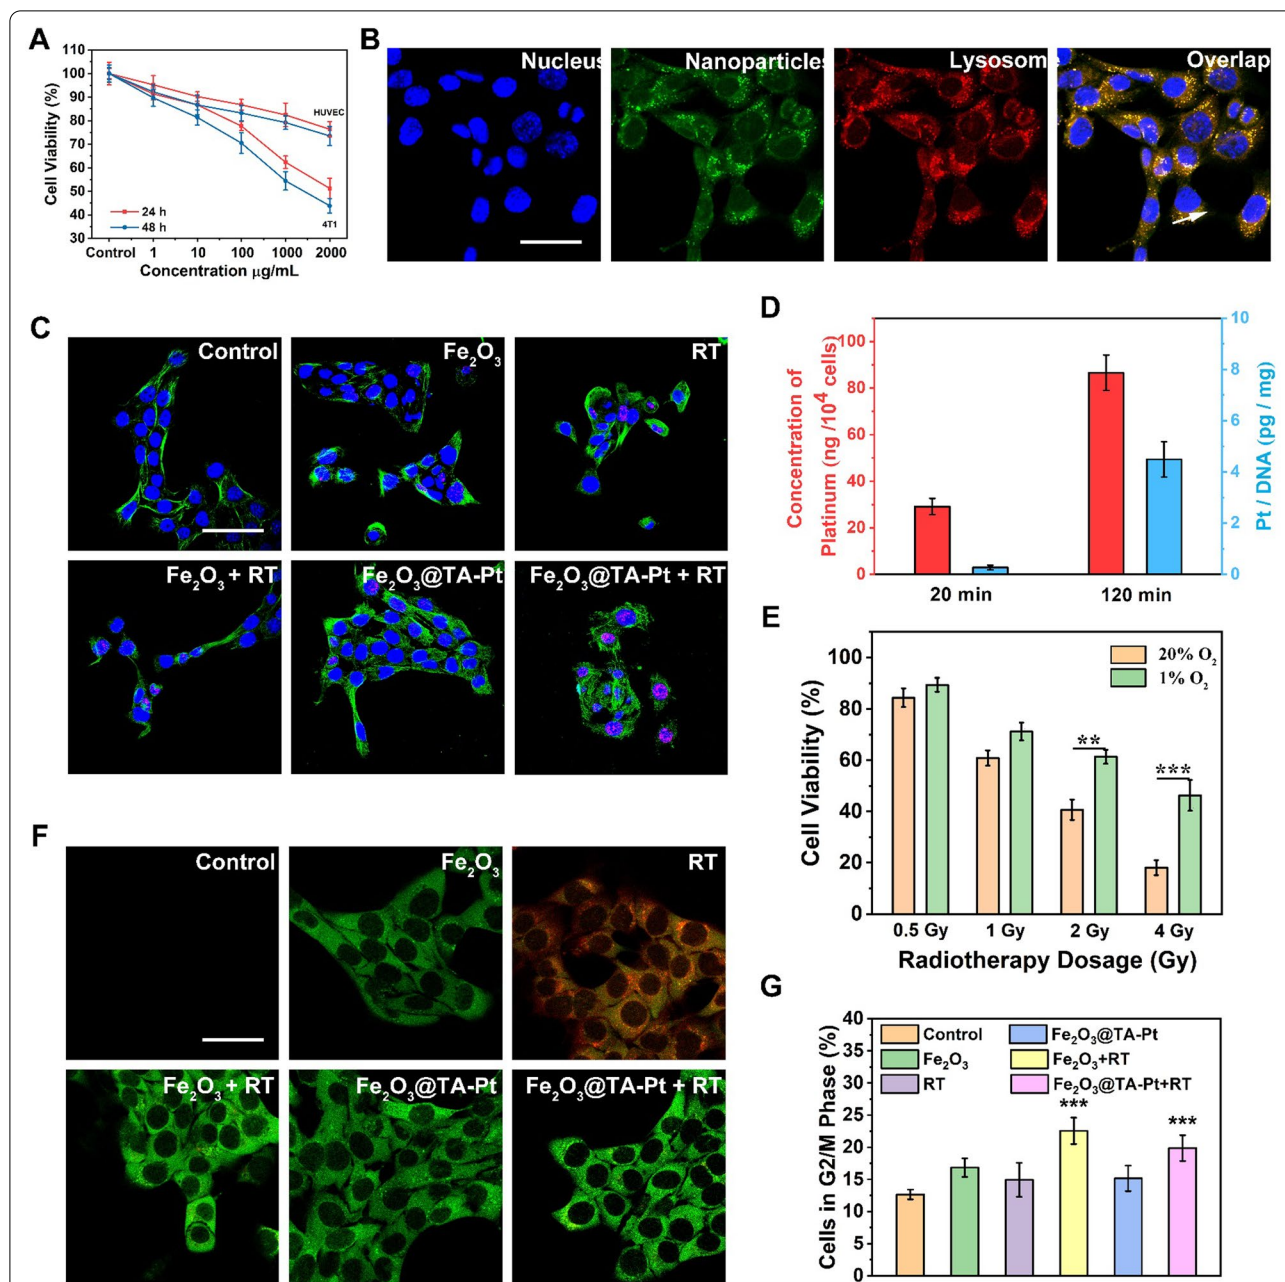 A
110
100
90
80
70
60
50
40
30
Cell Viability (%)
HUVEC
4T1
24 h
48 h
Control 1 10 100 1000 2000
Concentration μg/mL
B
Nucleus
Nanoparticles
Lysosom
Overlap
C
Control
Fe₂O₃
RT
Fe₂O₃ + RT
Fe₂O₃@TA-Pt
Fe₂O₃@TA-Pt + RT
D
Concentration of
Platinum (ng /10⁴ cells)
100
80
60
40
20
0
10
8
6
4
2
0
Pt / DNA (pg / mg)
20 min 120 min
E
Cell Viability (%)
100
80
60
40
20
0
20% O₂
1% O₂
**
***
0.5 Gy 1 Gy 2 Gy 4 Gy
Radiotherapy Dosage (Gy)
F
Control
Fe₂O₃
RT
Fe₂O₃ + RT
Fe₂O₃@TA-Pt
Fe₂O₃@TA-Pt + RT
G
Cells in G2/M Phase (%)
40
35
30
25
20
15
10
5
0
Control
Fe₂O₃
RT
Fe₂O₃@TA-Pt
Fe₂O₃+RT
Fe₂O₃@TA-Pt+RT
***
***